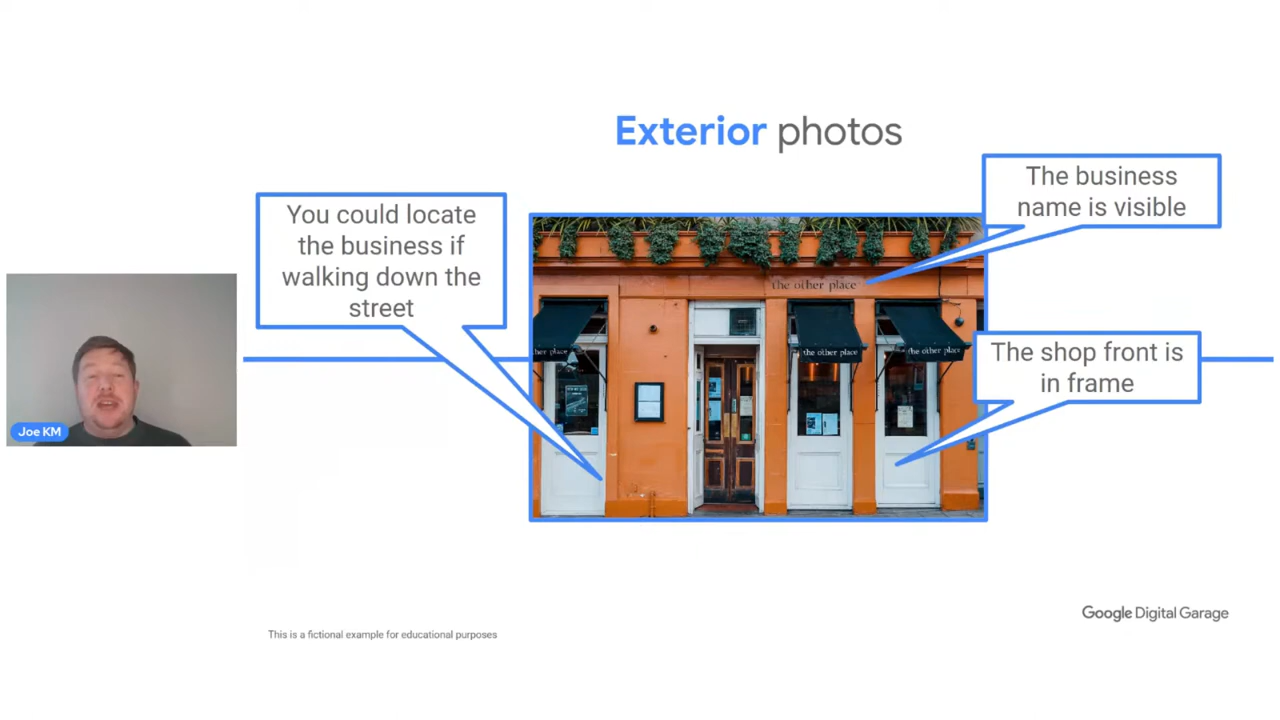 Exterior photos
You could locate
the business if
walking down the
street
The business
name is visible
the other place
The shop front is
in frame
her place
the other place
the other place
Joe KM
Google Digital Garage
This is a fictional example for educational purposes